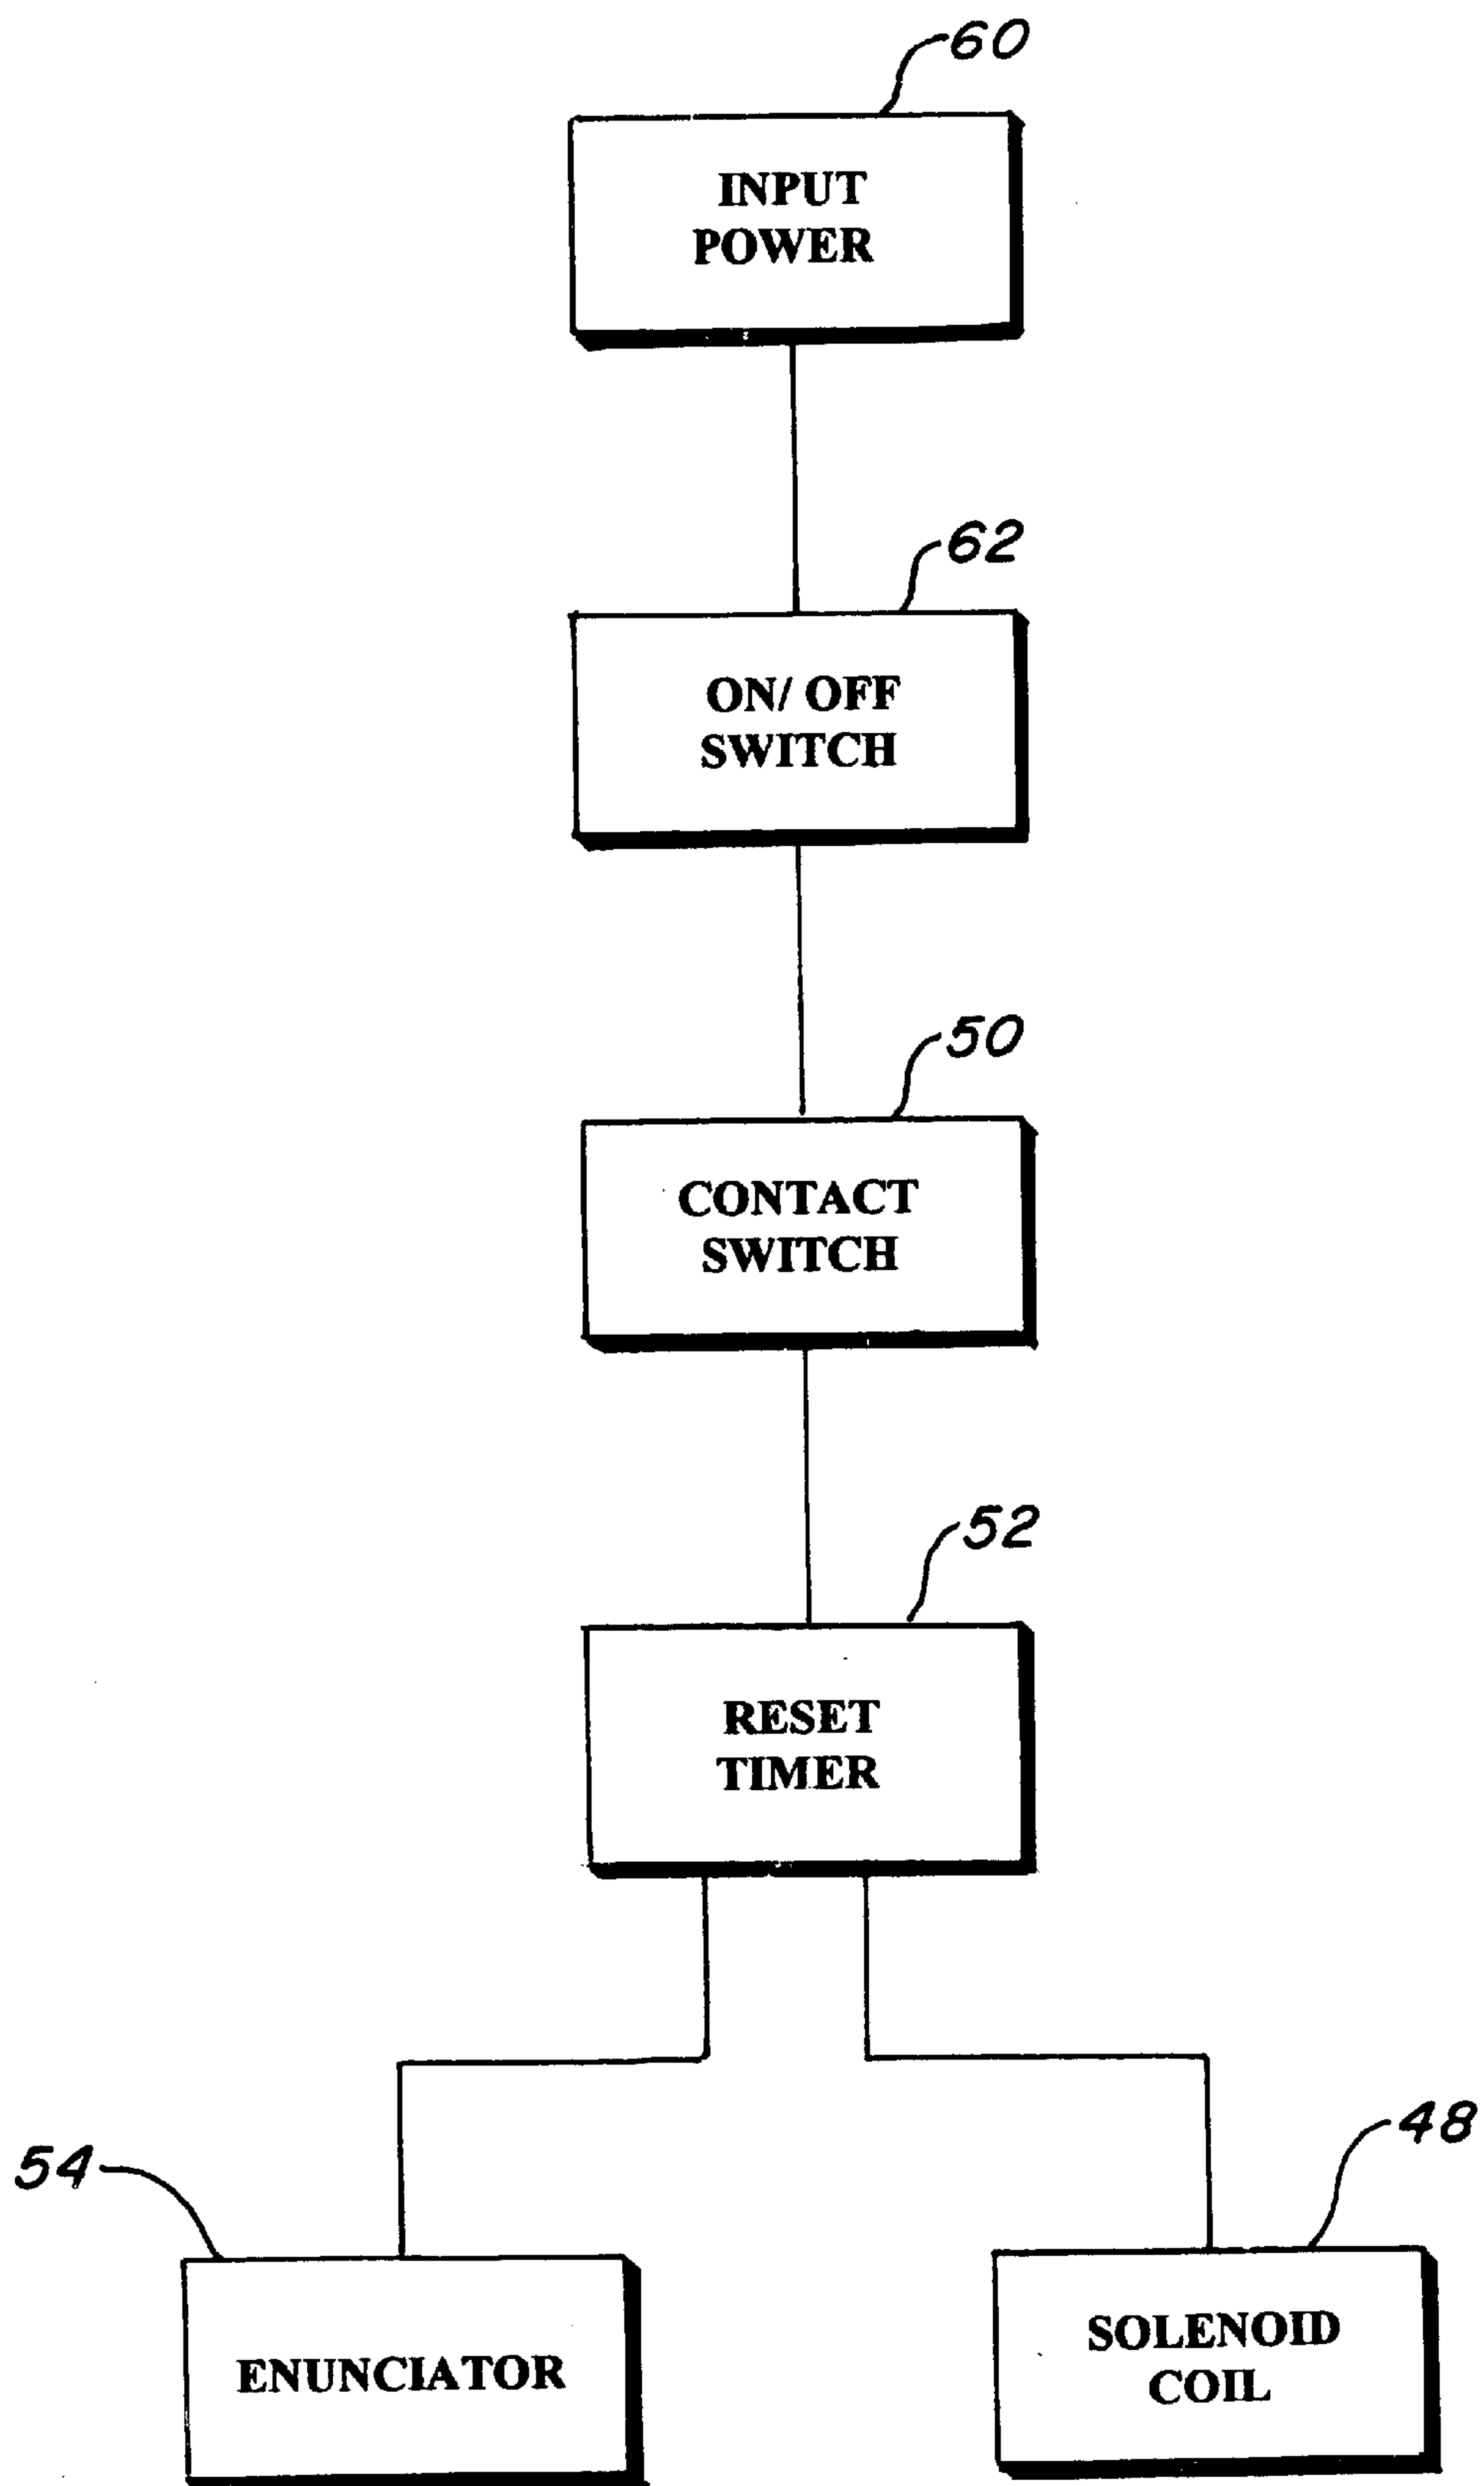 60
INPUT
POWER
62
ON/ OFF
SWITCH
50
CONTACT
SWITCH
52
RESET
TIMER
54
48
ENUNCIATOR
SOLENOID
COIL